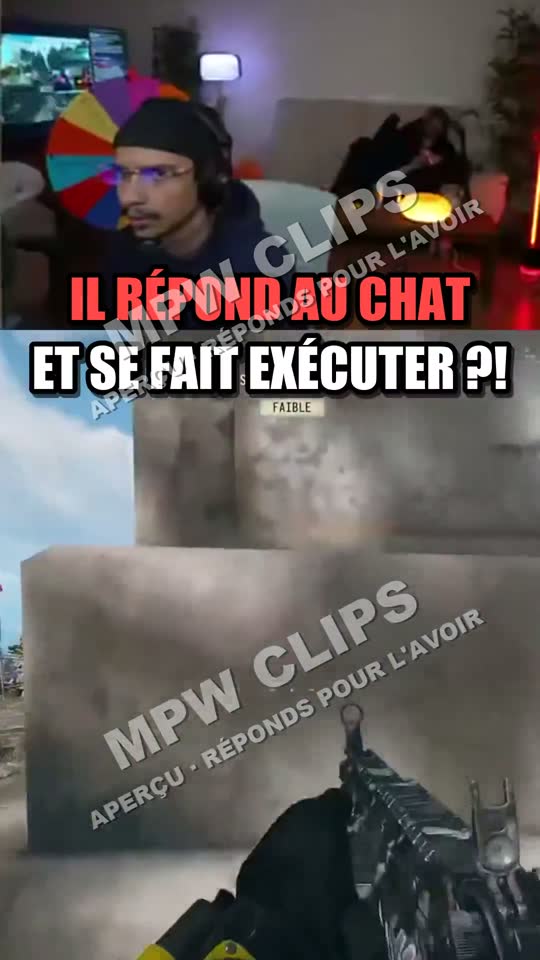 MPW CLIPS
APERÇU · RÉPONDS POUR L'AVOIR
IL RÉPOND AU CHAT
ET SE FAIT EXÉCUTER ?!
FAIBLE
MPW CLIPS
APERÇU · RÉPONDS POUR L'AVOIR